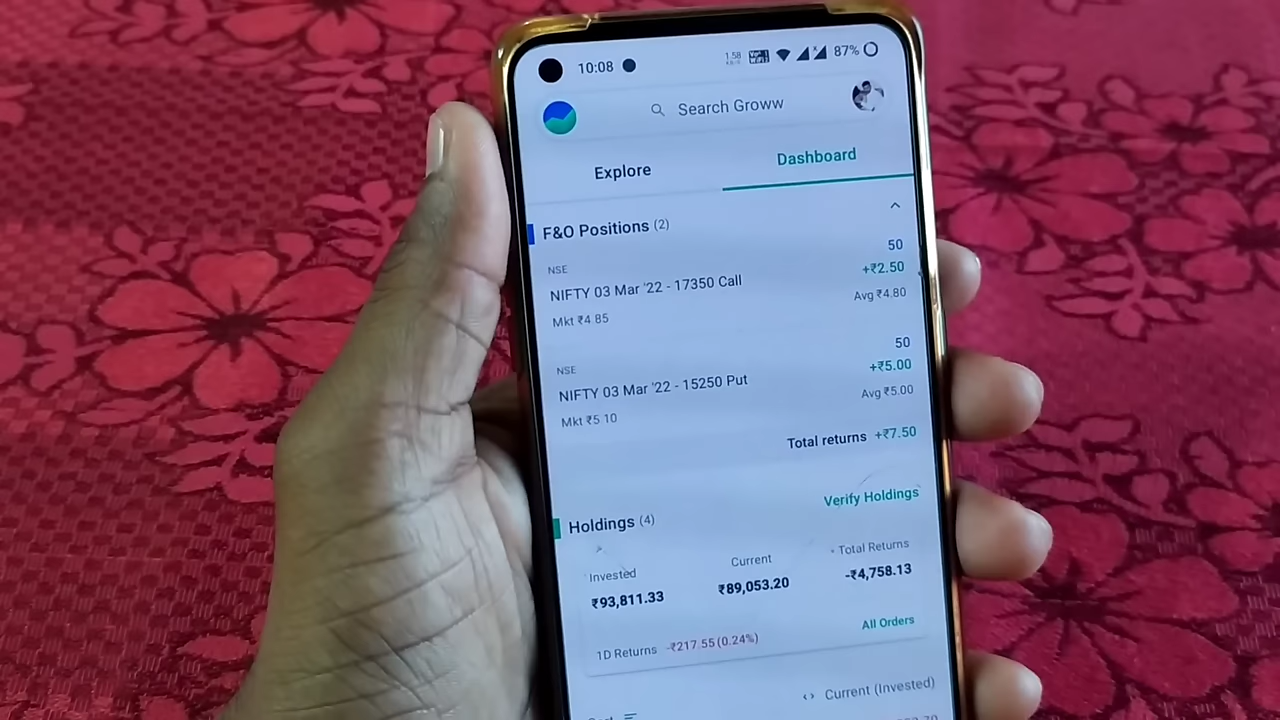 10:08
1.58
KB/S
87%
Search Groww
Explore
Dashboard
F&O Positions (2)
NSE
50
NIFTY 03 Mar '22 - 17350 Call
+₹2.50
Mkt ₹4 85
Avg ₹4.80
NSE
50
NIFTY 03 Mar '22 - 15250 Put
+₹5.00
Mkt ₹5 10
Avg ₹5.00
Total returns +₹7.50
Verify Holdings
Holdings (4)
Invested
Current
Total Returns
₹93,811.33
₹89,053.20
-₹4,758.13
1D Returns -₹217 55 (0.24%)
All Orders
Current (Invested)